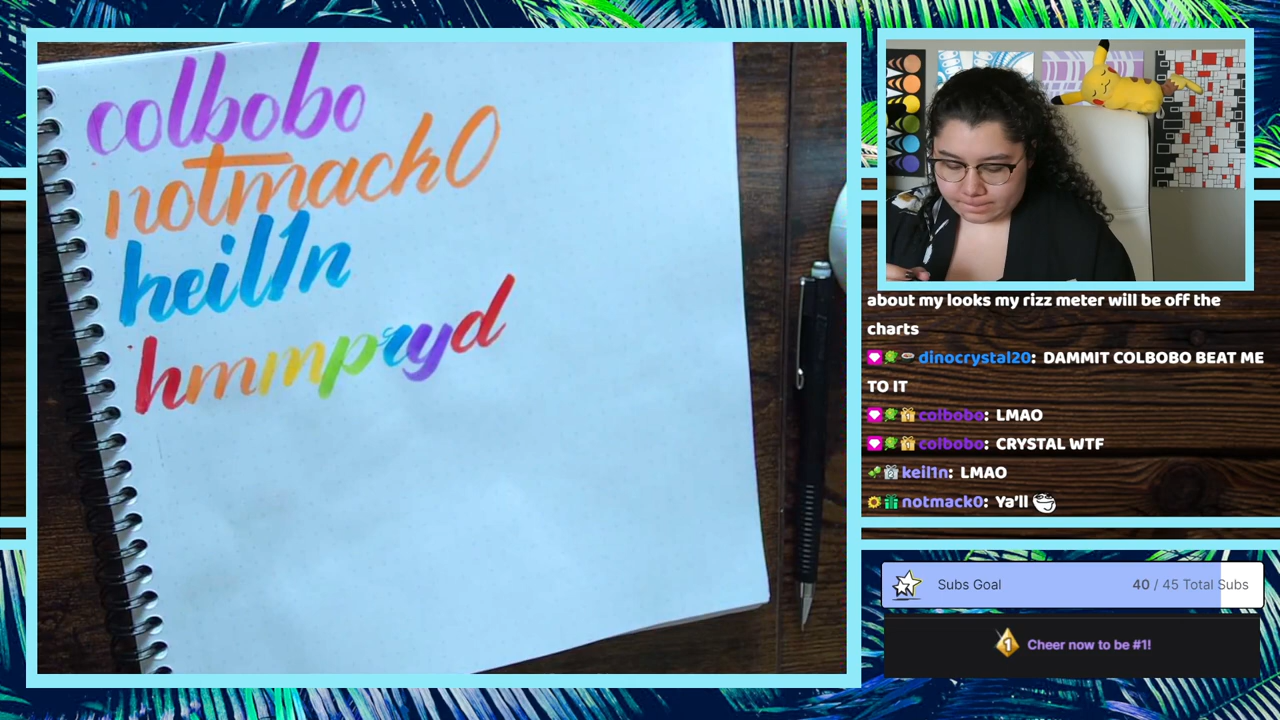 colbobo
notmack0
keil1n
hmmpryd
about my looks my rizz meter will be off the
charts
dinocrystal20: DAMMIT COLBOBO BEAT ME
TO IT
colbobo: LMAO
colbobo: CRYSTAL WTF
keil1n: LMAO
notmack0: Ya'll
Subs Goal 40 / 45 Total Subs
1 Cheer now to be #1!